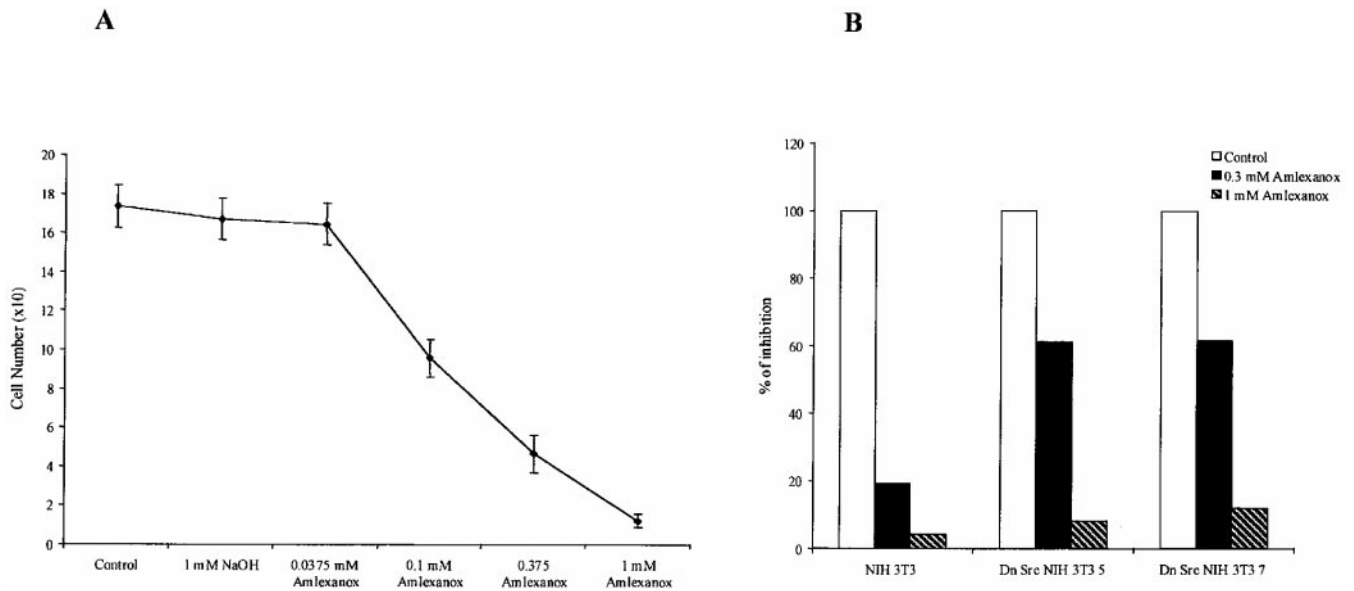 A
B
Cell Number (x10)
20
18
16
14
12
10
8
6
4
2
0
Control
1 mM NaOH
0.0375 mM
Amlexanox
0.1 mM
Amlexanox
0.375
Amlexanox
1 mM
Amlexanox
% of inhibition
120
100
80
60
40
20
0
Control
0.3 mM Amlexanox
1 mM Amlexanox
NIH 3T3
Dn Src NIH 3T3 5
Dn Src NIH 3T3 7